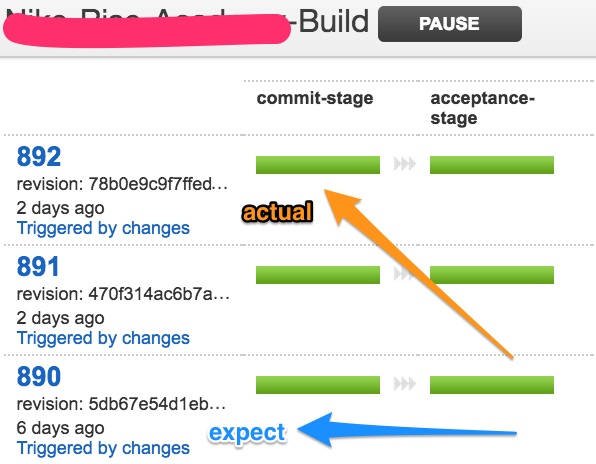 -Build PAUSE
commit-stage acceptance-
stage
892
revision: 78b0e9c9f7ffed...
2 days ago
actual
Triggered by changes
891
revision: 470f314ac6b7a...
2 days ago
Triggered by changes
890
revision: 5db67e54d1eb...
6 days ago
expect
Triggered by changes